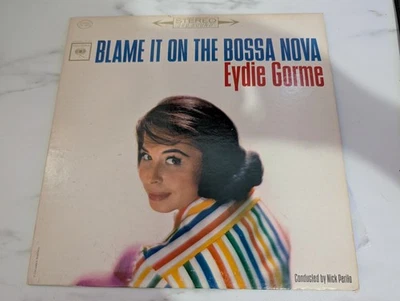 STEREO
BLAME IT ON THE BOSSA NOVA
Eydie Gorme
Conducted by Nick Perito